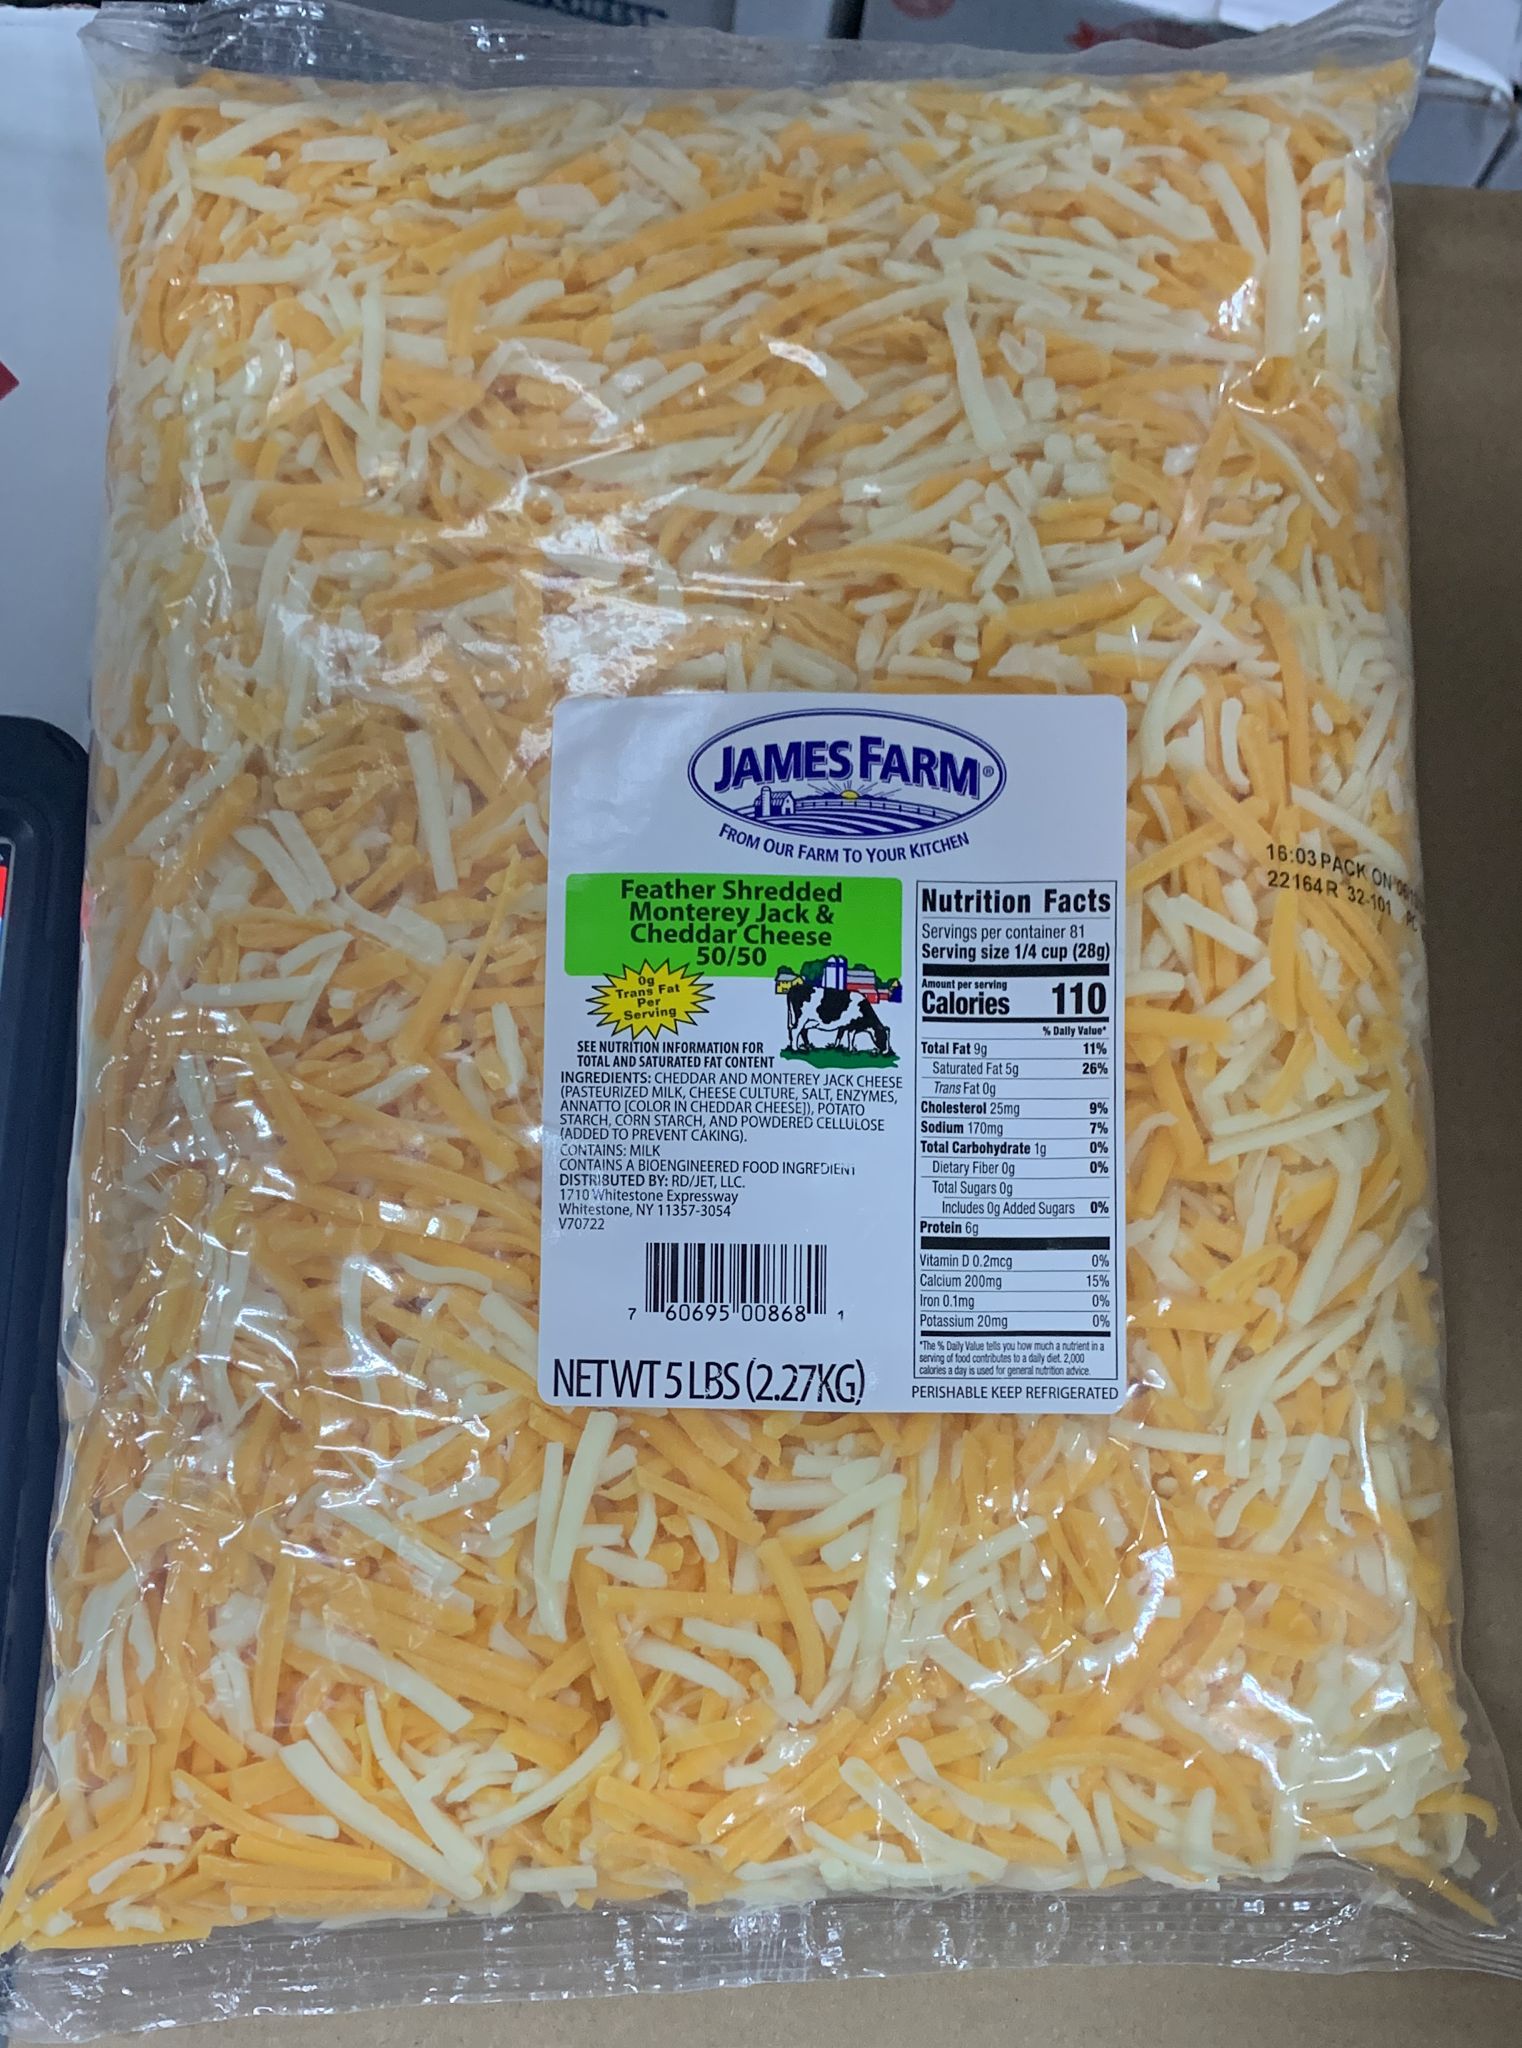 JAMES FARM®
FROM OUR FARM TO YOUR KITCHEN
Feather Shredded
Monterey Jack &
Cheddar Cheese
50/50
0g
Trans Fat
Per
Serving
SEE NUTRITION INFORMATION FOR
TOTAL AND SATURATED FAT CONTENT
INGREDIENTS: CHEDDAR AND MONTEREY JACK CHEESE
(PASTEURIZED MILK, CHEESE CULTURE, SALT, ENZYMES,
ANNATTO [COLOR IN CHEDDAR CHEESE]), POTATO
STARCH, CORN STARCH, AND POWDERED CELLULOSE
(ADDED TO PREVENT CAKING).
CONTAINS: MILK
CONTAINS A BIOENGINEERED FOOD INGREDIENT
DISTRIBUTED BY: RD/JET, LLC.
1710 Whitestone Expressway
Whitestone, NY 11357-3054
V70722
7 60695 00868 1
NET WT 5 LBS (2.27KG)
Nutrition Facts
Servings per container 81
Serving size 1/4 cup (28g)
Amount per serving
Calories 110
% Daily Value*
Total Fat 9g 11%
Saturated Fat 5g 26%
Trans Fat 0g
Cholesterol 25mg 9%
Sodium 170mg 7%
Total Carbohydrate 1g 0%
Dietary Fiber 0g 0%
Total Sugars 0g
Includes 0g Added Sugars 0%
Protein 6g
Vitamin D 0.2mcg 0%
Calcium 200mg 15%
Iron 0.1mg 0%
Potassium 20mg 0%
*The % Daily Value tells you how much a nutrient in a
serving of food contributes to a daily diet. 2,000
calories a day is used for general nutrition advice.
PERISHABLE KEEP REFRIGERATED
16:03 PACK ON
22164R 32-101 PC